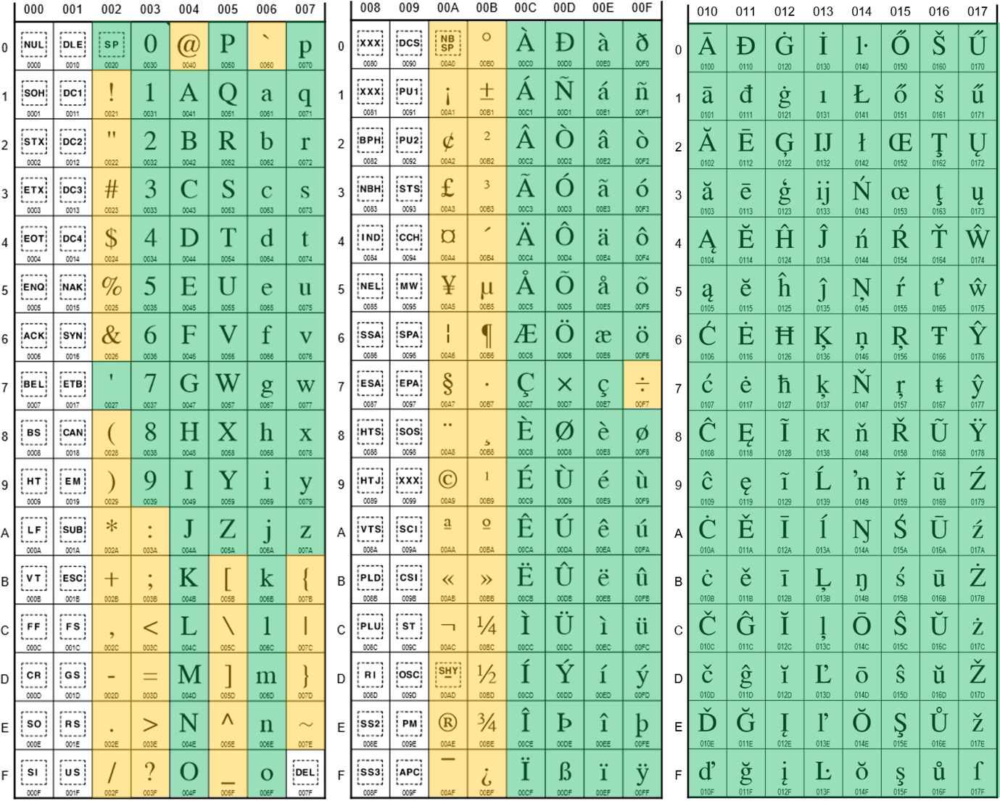 000 001 002 003 004 005 006 007 008 009 00A 00B 00C 00D 00E 00F 010 011 012 013 014 015 016 017
0 NUL DLE SP 0 @ P ` p 0 XXX DCS NBSP ° À Ð à ð 0 Ā Đ Ġ İ ŀ Ő Š Ű
0000 0010 0020 0030 0040 0050 0060 0070 0080 0090 00A0 00B0 00C0 00D0 00E0 00F0 0100 0110 0120 0130 0140 0150 0160 0170
1 SOH DC1 ! 1 A Q a q 1 XXX PU1 ¡ ± Á Ñ á ñ 1 ā đ ġ ı Ł ő š ű
0001 0011 0021 0031 0041 0051 0061 0071 0081 0091 00A1 00B1 00C1 00D1 00E1 00F1 0101 0111 0121 0131 0141 0151 0161 0171
2 STX DC2 " 2 B R b r 2 BPH PU2 ¢ ² Â Ò â ò 2 Ă Ē Ģ Ĳ ł Œ Ţ Ų
0002 0012 0022 0032 0042 0052 0062 0072 0082 0092 00A2 00B2 00C2 00D2 00E2 00F2 0102 0112 0122 0132 0142 0152 0162 0172
3 ETX DC3 # 3 C S c s 3 NBH STS £ ³ Ã Ó ã ó 3 ă ē ģ ĳ Ń œ ţ ų
0003 0013 0023 0033 0043 0053 0063 0073 0083 0093 00A3 00B3 00C3 00D3 00E3 00F3 0103 0113 0123 0133 0143 0153 0163 0173
4 EOT DC4 $ 4 D T d t 4 IND CCH ¤ ´ Ä Ô ä ô 4 Ą Ĕ Ĥ Ĵ ń Ŕ Ť Ŵ
0004 0014 0024 0034 0044 0054 0064 0074 0084 0094 00A4 00B4 00C4 00D4 00E4 00F4 0104 0114 0124 0134 0144 0154 0164 0174
5 ENQ NAK % 5 E U e u 5 NEL MW ¥ µ Å Õ å õ 5 ą ĕ ĥ ĵ Ņ ŕ ť ŵ
0005 0015 0025 0035 0045 0055 0065 0075 0085 0095 00A5 00B5 00C5 00D5 00E5 00F5 0105 0115 0125 0135 0145 0155 0165 0175
6 ACK SYN & 6 F V f v 6 SSA SPA ¦ ¶ Æ Ö æ ö 6 Ć Ė Ħ Ķ ņ Ŗ Ŧ Ŷ
0006 0016 0026 0036 0046 0056 0066 0076 0086 0096 00A6 00B6 00C6 00D6 00E6 00F6 0106 0116 0126 0136 0146 0156 0166 0176
7 BEL ETB ' 7 G W g w 7 ESA EPA § · Ç × ç ÷ 7 ć ė ħ ķ Ň ŗ ŧ ŷ
0007 0017 0027 0037 0047 0057 0067 0077 0087 0097 00A7 00B7 00C7 00D7 00E7 00F7 0107 0117 0127 0137 0147 0157 0167 0177
8 BS CAN ( 8 H X h x 8 HTS SOS ¨ ¸ È Ø è ø 8 Ĉ Ę Ĩ ĸ ň Ř Ũ Ÿ
0008 0018 0028 0038 0048 0058 0068 0078 0088 0098 00A8 00B8 00C8 00D8 00E8 00F8 0108 0118 0128 0138 0148 0158 0168 0178
9 HT EM ) 9 I Y i y 9 HTJ XXX © ¹ É Ù é ù 9 ĉ ę ĩ Ĺ ŉ ř ũ Ź
0009 0019 0029 0039 0049 0059 0069 0079 0089 0099 00A9 00B9 00C9 00D9 00E9 00F9 0109 0119 0129 0139 0149 0159 0169 0179
A LF SUB * : J Z j z A VTS SCI ª º Ê Ú ê ú A Ċ Ě Ī ĺ Ŋ Ś Ū ź
000A 001A 002A 003A 004A 005A 006A 007A 008A 009A 00AA 00BA 00CA 00DA 00EA 00FA 010A 011A 012A 013A 014A 015A 016A 017A
B VT ESC + ; K [ k { B PLD CSI « » Ë Û ë û B ċ ě ī Ļ ŋ ś ū Ż
000B 001B 002B 003B 004B 005B 006B 007B 008B 009B 00AB 00BB 00CB 00DB 00EB 00FB 010B 011B 012B 013B 014B 015B 016B 017B
C FF FS , < L \ l | C PLU ST ¬ ¼ Ì Ü ì ü C Č Ĝ Ĭ ļ Ō Ŝ Ŭ ż
000C 001C 002C 003C 004C 005C 006C 007C 008C 009C 00AC 00BC 00CC 00DC 00EC 00FC 010C 011C 012C 013C 014C 015C 016C 017C
D CR GS - = M ] m } D RI OSC SHY ½ Í Ý í ý D č ĝ ĭ Ľ ō ŝ ŭ Ž
000D 001D 002D 003D 004D 005D 006D 007D 008D 009D 00AD 00BD 00CD 00DD 00ED 00FD 010D 011D 012D 013D 014D 015D 016D 017D
E SO RS . > N ^ n ~ E SS2 PM ® ¾ Î Þ î þ E Ď Ğ Į ľ Ŏ Ş Ů ž
000E 001E 002E 003E 004E 005E 006E 007E 008E 009E 00AE 00BE 00CE 00DE 00EE 00FE 010E 011E 012E 013E 014E 015E 016E 017E
F SI US / ? O _ o DEL F SS3 APC ¯ ¿ Ï ß ï ÿ F ď ğ į Ŀ ŏ ş ů ſ
000F 001F 002F 003F 004F 005F 006F 007F 008F 009F 00AF 00BF 00CF 00DF 00EF 00FF 010F 011F 012F 013F 014F 015F 016F 017F